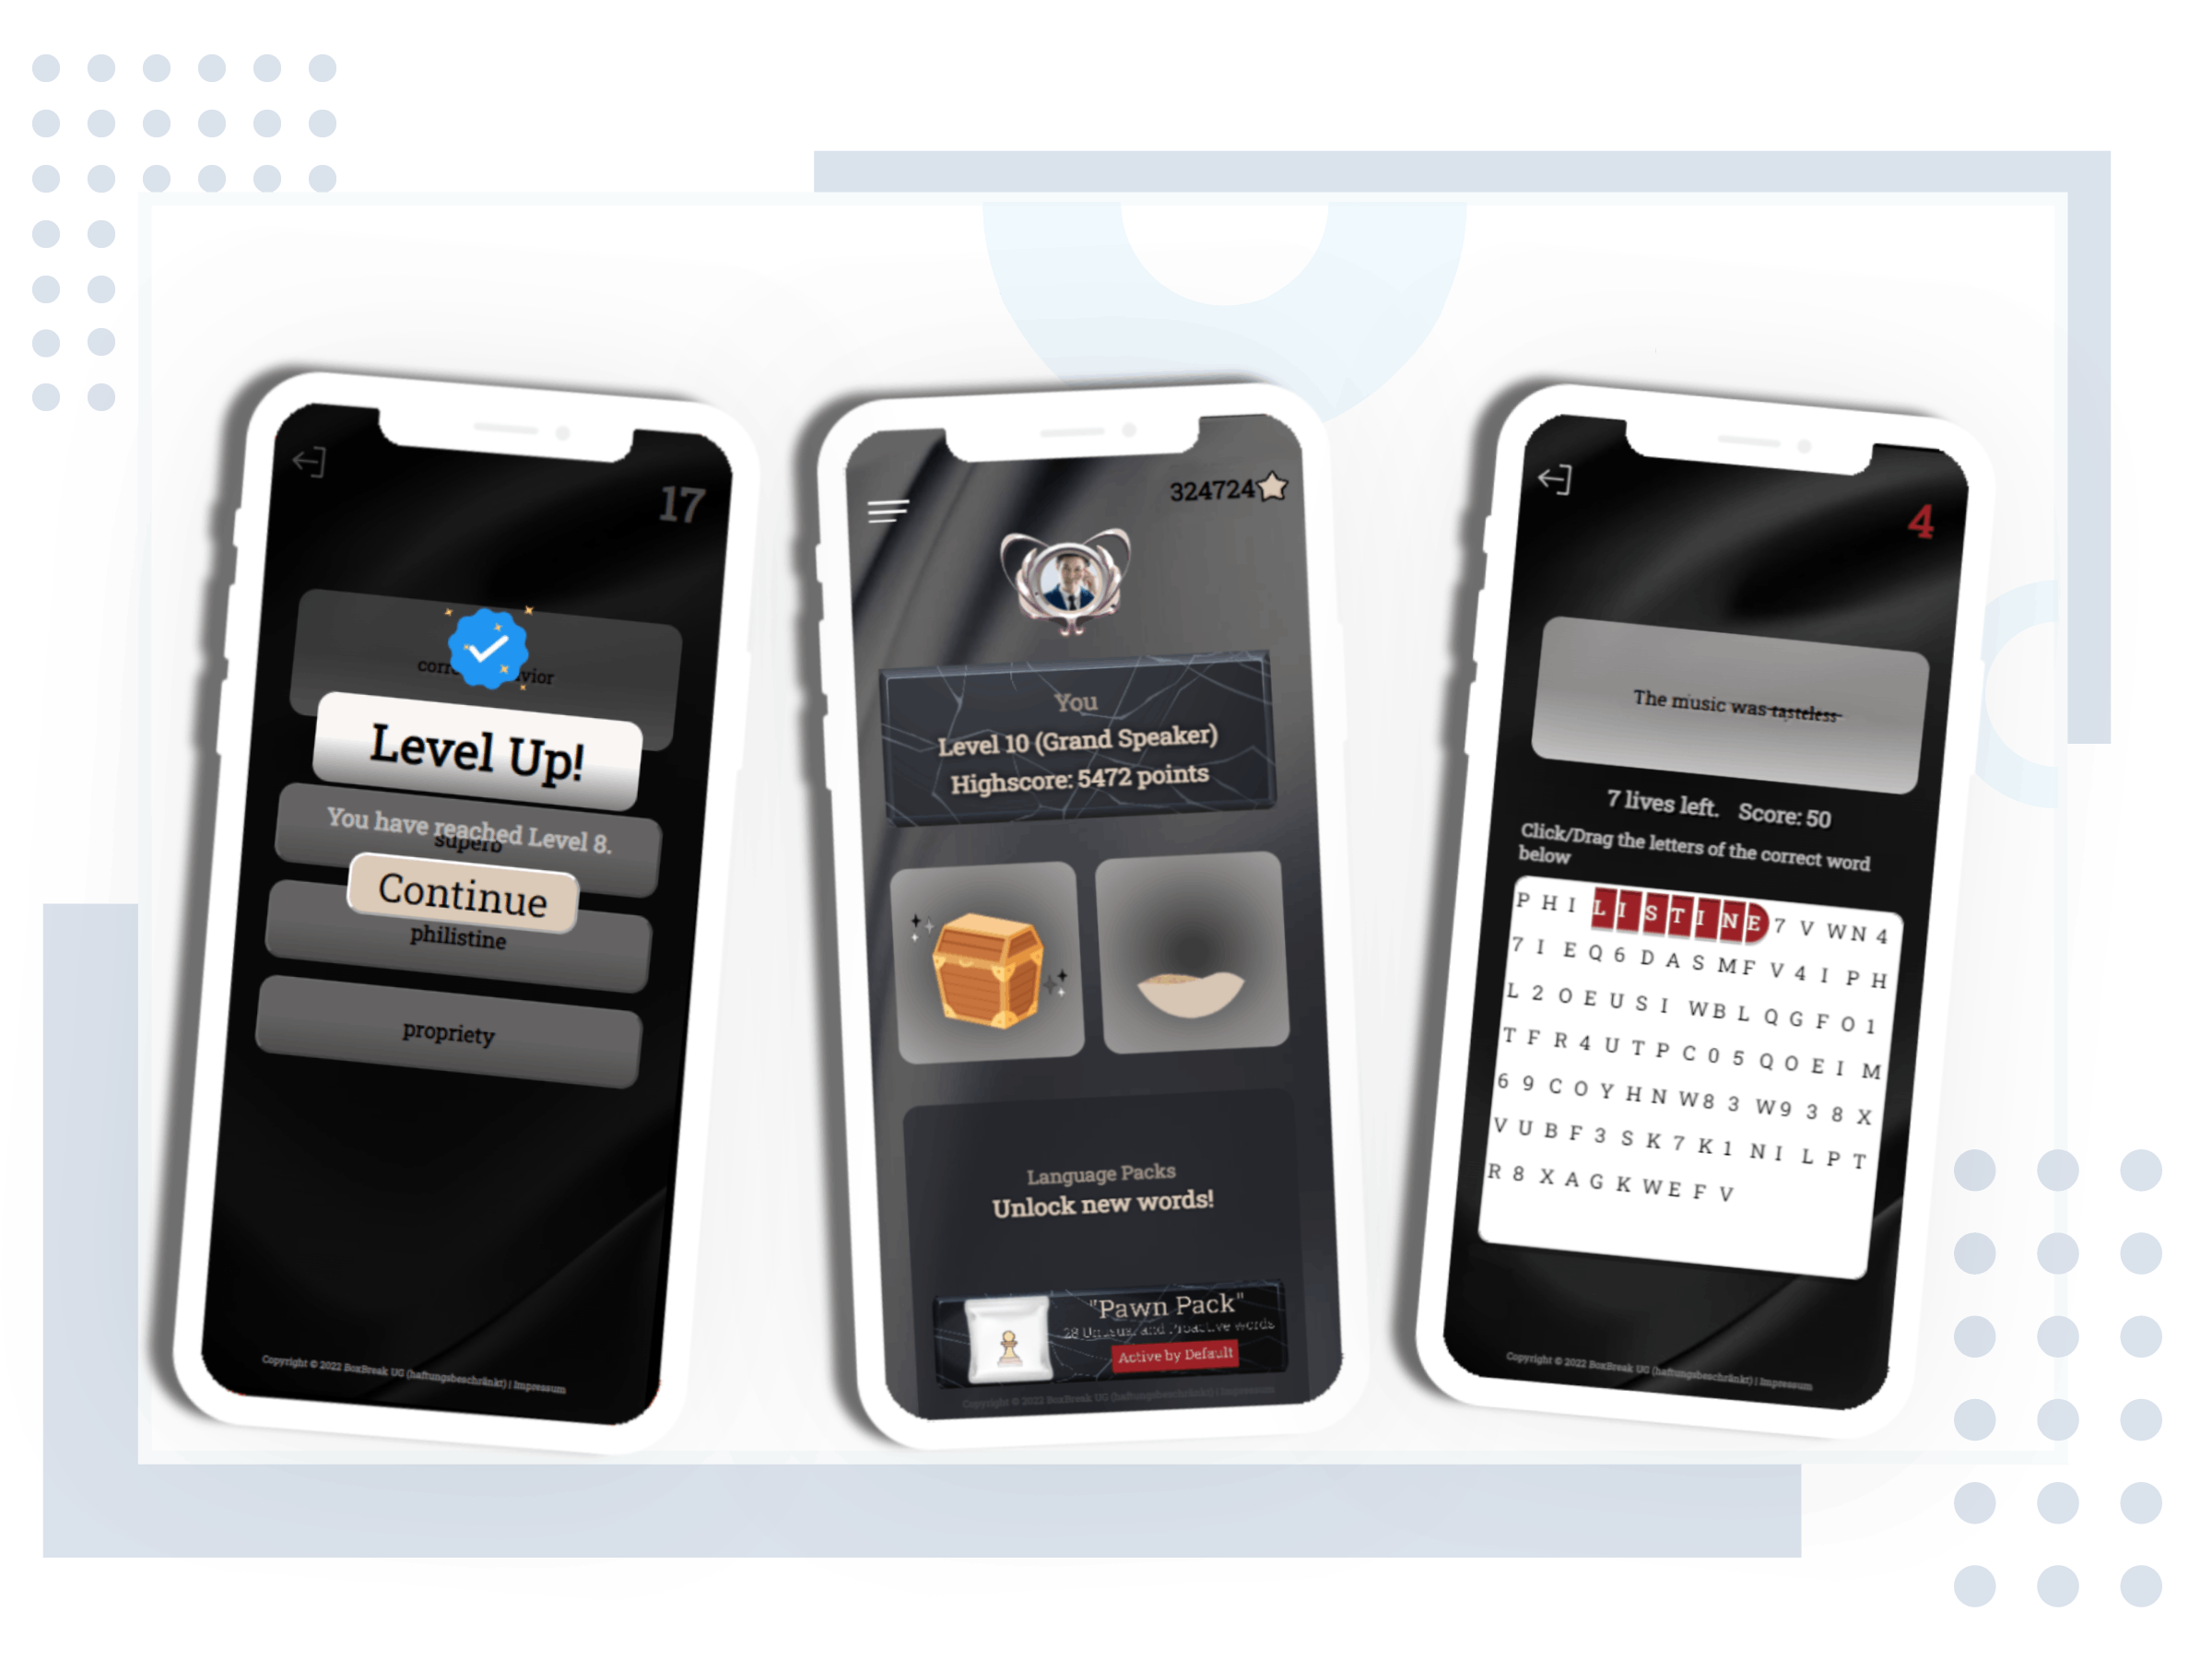 17
Level Up!
You have reached Level 8.
superb
Continue
philistine
propriety
Copyright © 2022 BoxBreak UG (haftungsbeschränkt) | Impressum
324724
You
Level 10 (Grand Speaker)
Highscore: 5472 points
Language Packs
Unlock new words!
"Pawn Pack"
28 and words
Active by Default
Copyright © 2022 BoxBreak UG (haftungsbeschränkt) | Impressum
4
The music was tasteless
7 lives left. Score: 50
Click/Drag the letters of the correct word
below
P H I L I S T I N E 7 V W N 4
7 I E Q 6 D A S M F V 4 I P H
L 2 O E U S I W B L Q G F O 1
T F R 4 U T P C 0 5 Q O E I M
6 9 C O Y H N W 8 3 W 9 3 8 X
V U B F 3 S K 7 K 1 N I L P T
R 8 X A G K W E F V
Copyright © 2022 BoxBreak UG (haftungsbeschränkt) | Impressum